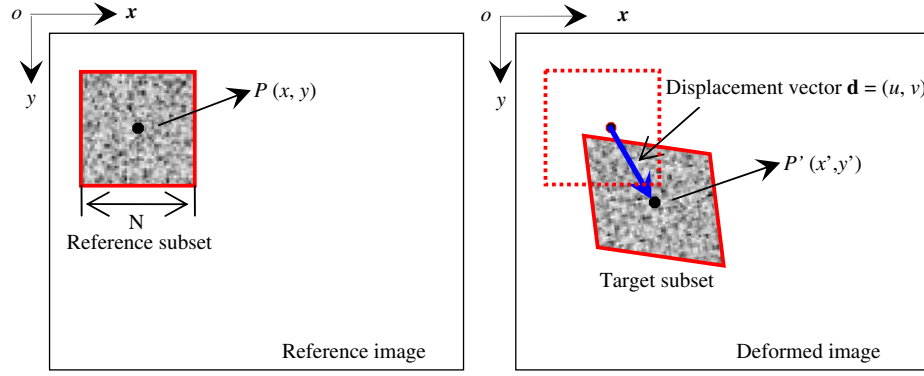 o x
y
P (x, y)
N
Reference subset
Reference image
o x
y
Displacement vector d = (u, v)
P’ (x’,y’)
Target subset
Deformed image